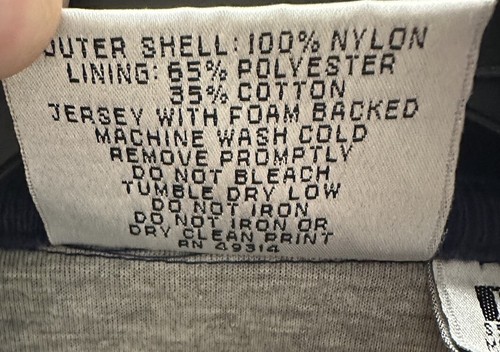 OUTER SHELL: 100% NYLON
LINING: 65% POLYESTER
35% COTTON
JERSEY WITH FOAM BACKED
MACHINE WASH COLD
REMOVE PROMPTLY
DO NOT BLEACH
TUMBLE DRY LOW
DO NOT IRON
DO NOT IRON OR
DRY CLEAN PRINT
RN 49314